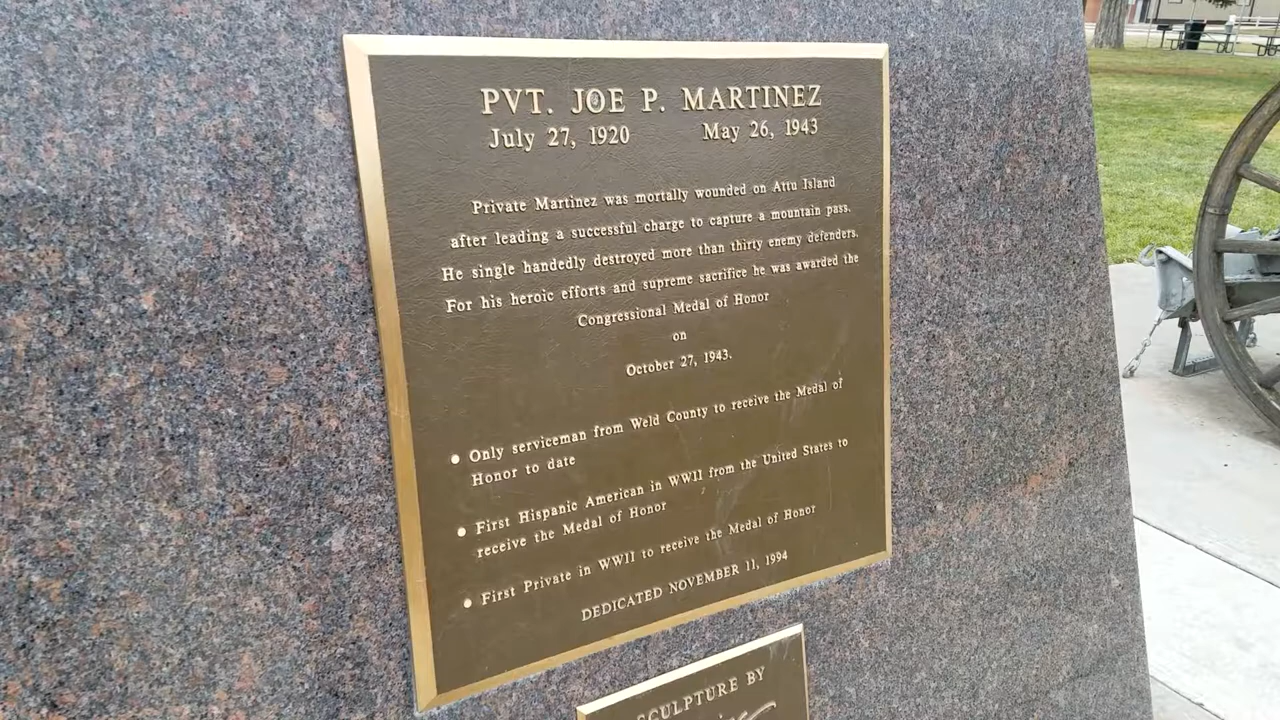 PVT. JOE P. MARTINEZ
July 27, 1920 May 26, 1943
Private Martinez was mortally wounded on Attu Island
after leading a successful charge to capture a mountain pass.
He single handedly destroyed more than thirty enemy defenders.
For his heroic efforts and supreme sacrifice he was awarded the
Congressional Medal of Honor
on
October 27, 1943.
• Only serviceman from Weld County to receive the Medal of
Honor to date
• First Hispanic American in WWII from the United States to
receive the Medal of Honor
• First Private in WWII to receive the Medal of Honor
DEDICATED NOVEMBER 11, 1994
SCULPTURE BY